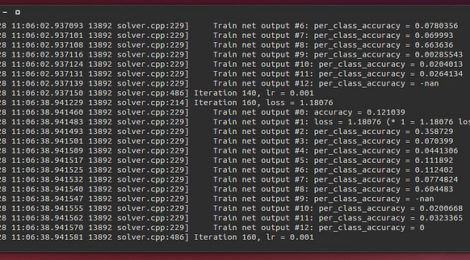 28 11:06:02.937093 13892 solver.cpp:229] Train net output #6: per_class_accuracy = 0.0780356
28 11:06:02.937101 13892 solver.cpp:229] Train net output #7: per_class_accuracy = 0.069993
28 11:06:02.937108 13892 solver.cpp:229] Train net output #8: per_class_accuracy = 0.663636
28 11:06:02.937116 13892 solver.cpp:229] Train net output #9: per_class_accuracy = 0.00285543
28 11:06:02.937124 13892 solver.cpp:229] Train net output #10: per_class_accuracy = 0.0204013
28 11:06:02.937131 13892 solver.cpp:229] Train net output #11: per_class_accuracy = 0.0264134
28 11:06:02.937139 13892 solver.cpp:229] Train net output #12: per_class_accuracy = -nan
28 11:06:02.937150 13892 solver.cpp:486] Iteration 140, lr = 0.001
28 11:06:38.941229 13892 solver.cpp:214] Iteration 160, loss = 1.18076
28 11:06:38.941460 13892 solver.cpp:229] Train net output #0: accuracy = 0.121039
28 11:06:38.941483 13892 solver.cpp:229] Train net output #1: loss = 1.18076 (* 1 = 1.18076 los
28 11:06:38.941493 13892 solver.cpp:229] Train net output #2: per_class_accuracy = 0.358729
28 11:06:38.941501 13892 solver.cpp:229] Train net output #3: per_class_accuracy = 0.070399
28 11:06:38.941509 13892 solver.cpp:229] Train net output #4: per_class_accuracy = 0.0441306
28 11:06:38.941517 13892 solver.cpp:229] Train net output #5: per_class_accuracy = 0.111892
28 11:06:38.941525 13892 solver.cpp:229] Train net output #6: per_class_accuracy = 0.112402
28 11:06:38.941532 13892 solver.cpp:229] Train net output #7: per_class_accuracy = 0.0774824
28 11:06:38.941540 13892 solver.cpp:229] Train net output #8: per_class_accuracy = 0.604483
28 11:06:38.941547 13892 solver.cpp:229] Train net output #9: per_class_accuracy = -nan
28 11:06:38.941555 13892 solver.cpp:229] Train net output #10: per_class_accuracy = 0.0200668
28 11:06:38.941562 13892 solver.cpp:229] Train net output #11: per_class_accuracy = 0.0323365
28 11:06:38.941570 13892 solver.cpp:229] Train net output #12: per_class_accuracy = 0
28 11:06:38.941581 13892 solver.cpp:486] Iteration 160, lr = 0.001